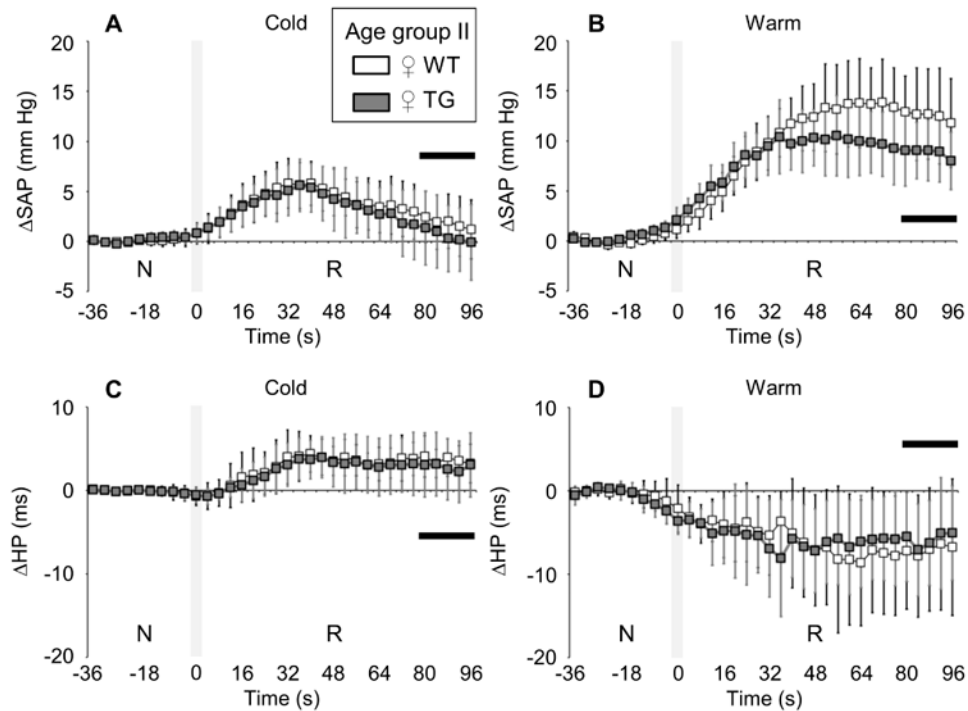 A Cold
Age group II
♀ WT
♀ TG
ΔSAP (mm Hg)
20
15
10
5
0
-5
N R
-36 -18 0 16 32 48 64 80 96
Time (s)
B Warm
ΔSAP (mm Hg)
20
15
10
5
0
-5
N R
-36 -18 0 16 32 48 64 80 96
Time (s)
C Cold
ΔHP (ms)
10
0
-10
-20
N R
-36 -18 0 16 32 48 64 80 96
Time (s)
D Warm
ΔHP (ms)
10
0
-10
-20
N R
-36 -18 0 16 32 48 64 80 96
Time (s)